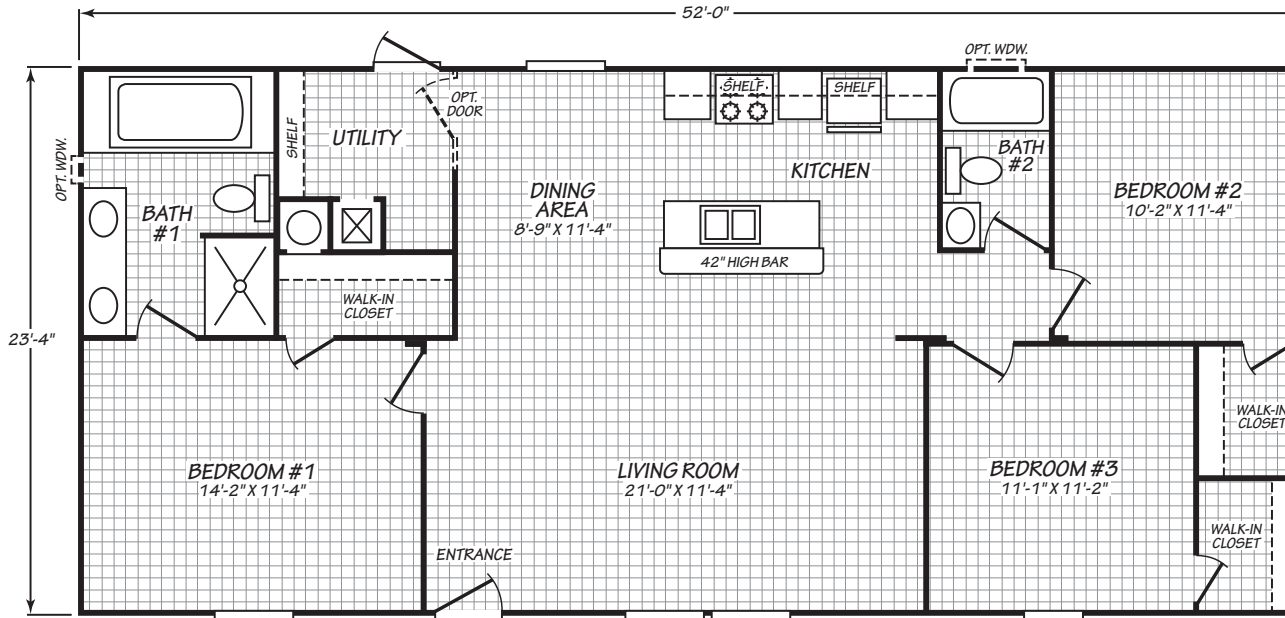 52'-0"
OPT. WDW.
SHELF
SHELF
OPT.
DOOR
UTILITY
SHELF
OPT. WDW.
KITCHEN
BATH
#2
BEDROOM #2
10'-2" X 11'-4"
DINING
AREA
8'-9" X 11'-4"
BATH
#1
42" HIGH BAR
WALK-IN
CLOSET
23'-4"
WALK-IN
CLOSET
BEDROOM #1
14'-2" X 11'-4"
LIVING ROOM
21'-0" X 11'-4"
BEDROOM #3
11'-1" X 11'-2"
WALK-IN
CLOSET
ENTRANCE